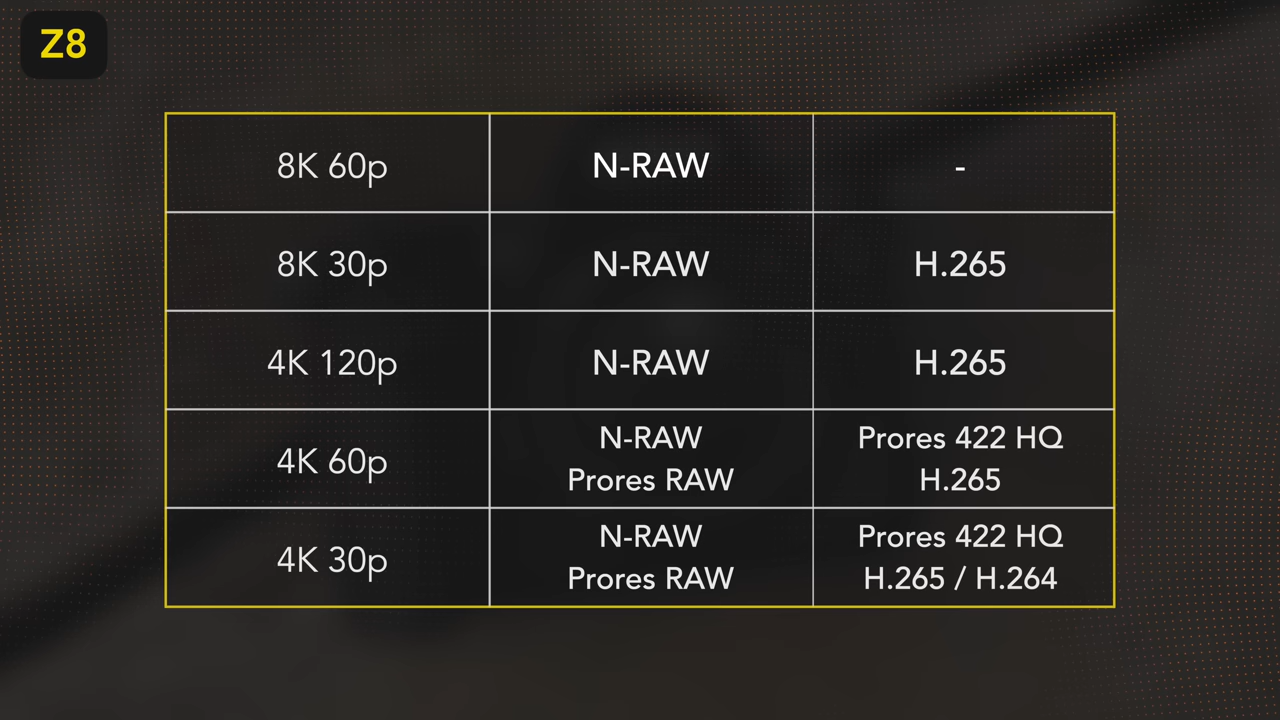 Z8
8K 60p N-RAW -
8K 30p N-RAW H.265
4K 120p N-RAW H.265
4K 60p
N-RAW
Prores RAW
Prores 422 HQ
H.265
4K 30p
N-RAW
Prores RAW
Prores 422 HQ
H.265 / H.264